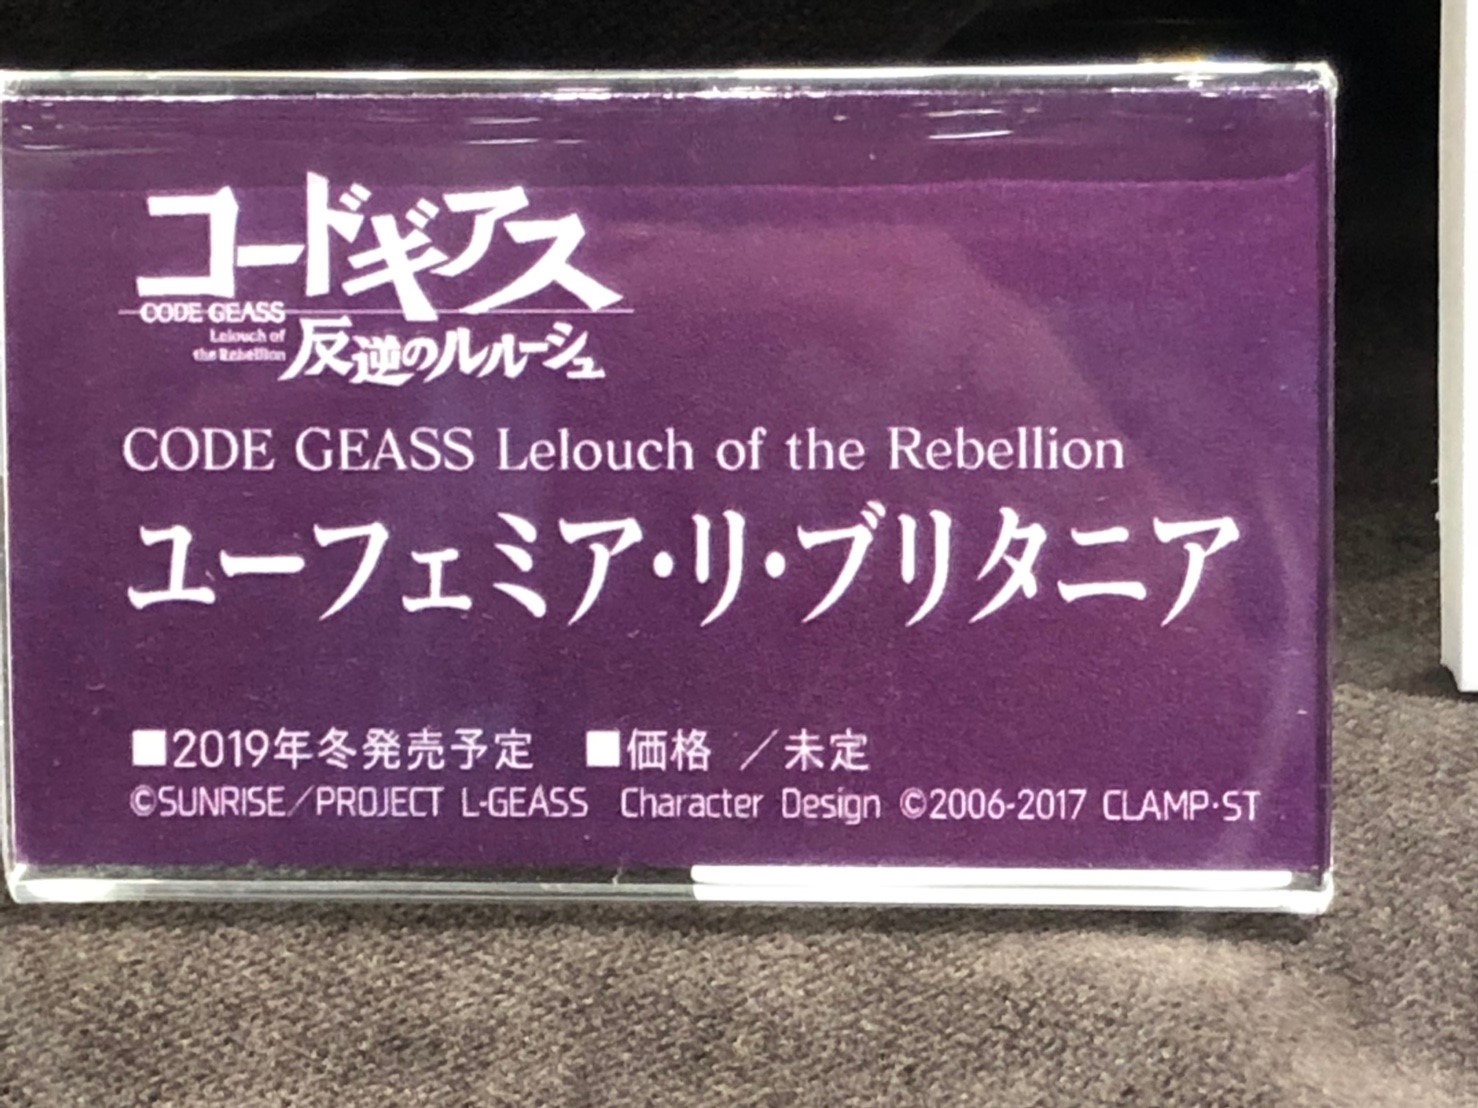 コードギアス
CODE GEASS
Lelouch of
the Rebellion
反逆のルルーシュ
CODE GEASS Lelouch of the Rebellion
ユーフェミア・リ・ブリタニア
■2019年冬発売予定 ■価格 ／未定
©SUNRISE／PROJECT L-GEASS Character Design ©2006-2017 CLAMP・ST